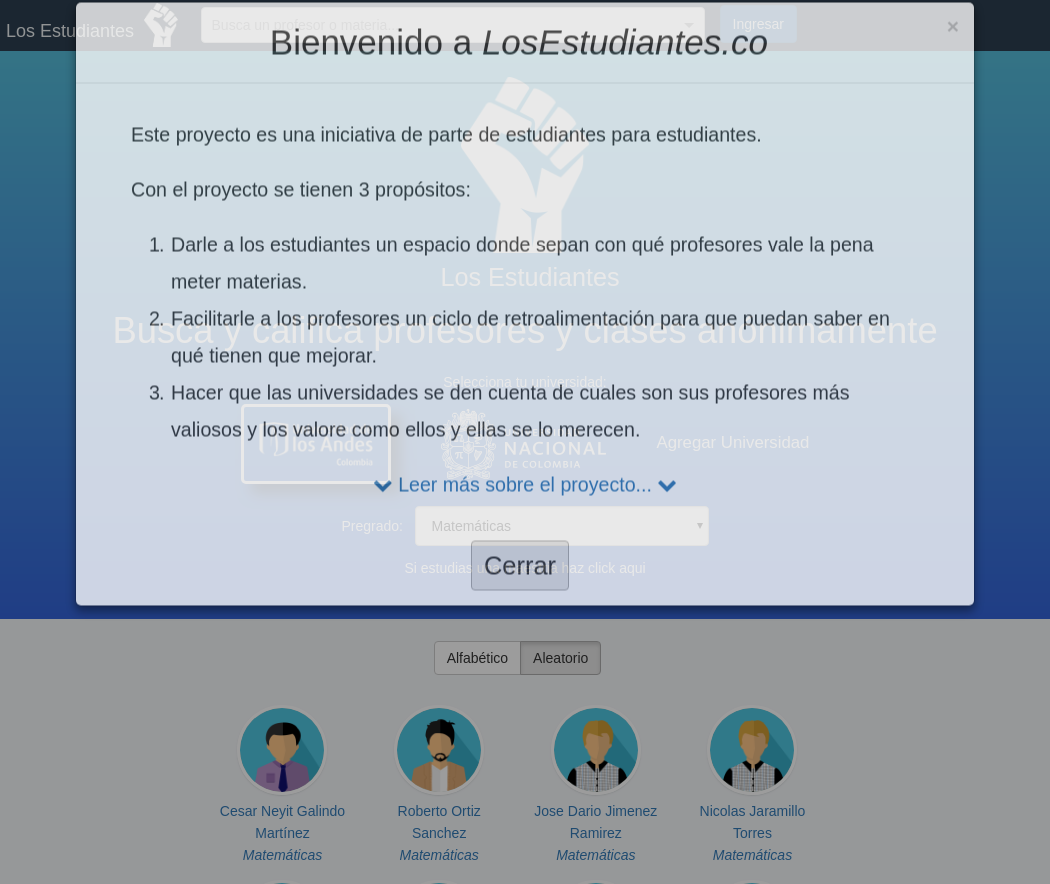 Los Estudiantes
Busca un profesor o materia
Ingresar
×
Bienvenido a LosEstudiantes.co
Este proyecto es una iniciativa de parte de estudiantes para estudiantes.
Con el proyecto se tienen 3 propósitos:
1. Darle a los estudiantes un espacio donde sepan con qué profesores vale la pena
meter materias.
Los Estudiantes
2. Facilitarle a los profesores un ciclo de retroalimentación para que puedan saber en
qué tienen que mejorar.
Busca y califica profesores y clases anónimamente
Selecciona tu universidad:
3. Hacer que las universidades se den cuenta de cuales son sus profesores más
valiosos y los valore como ellos y ellas se lo merecen.
los Andes
Colombia
NACIONAL
DE COLOMBIA
Agregar Universidad
Leer más sobre el proyecto...
Pregrado:
Matemáticas
Si estudias
haz click aqui
Cerrar
Alfabético
Aleatorio
Cesar Neyit Galindo
Martínez
Matemáticas
Roberto Ortiz
Sanchez
Matemáticas
Jose Dario Jimenez
Ramirez
Matemáticas
Nicolas Jaramillo
Torres
Matemáticas